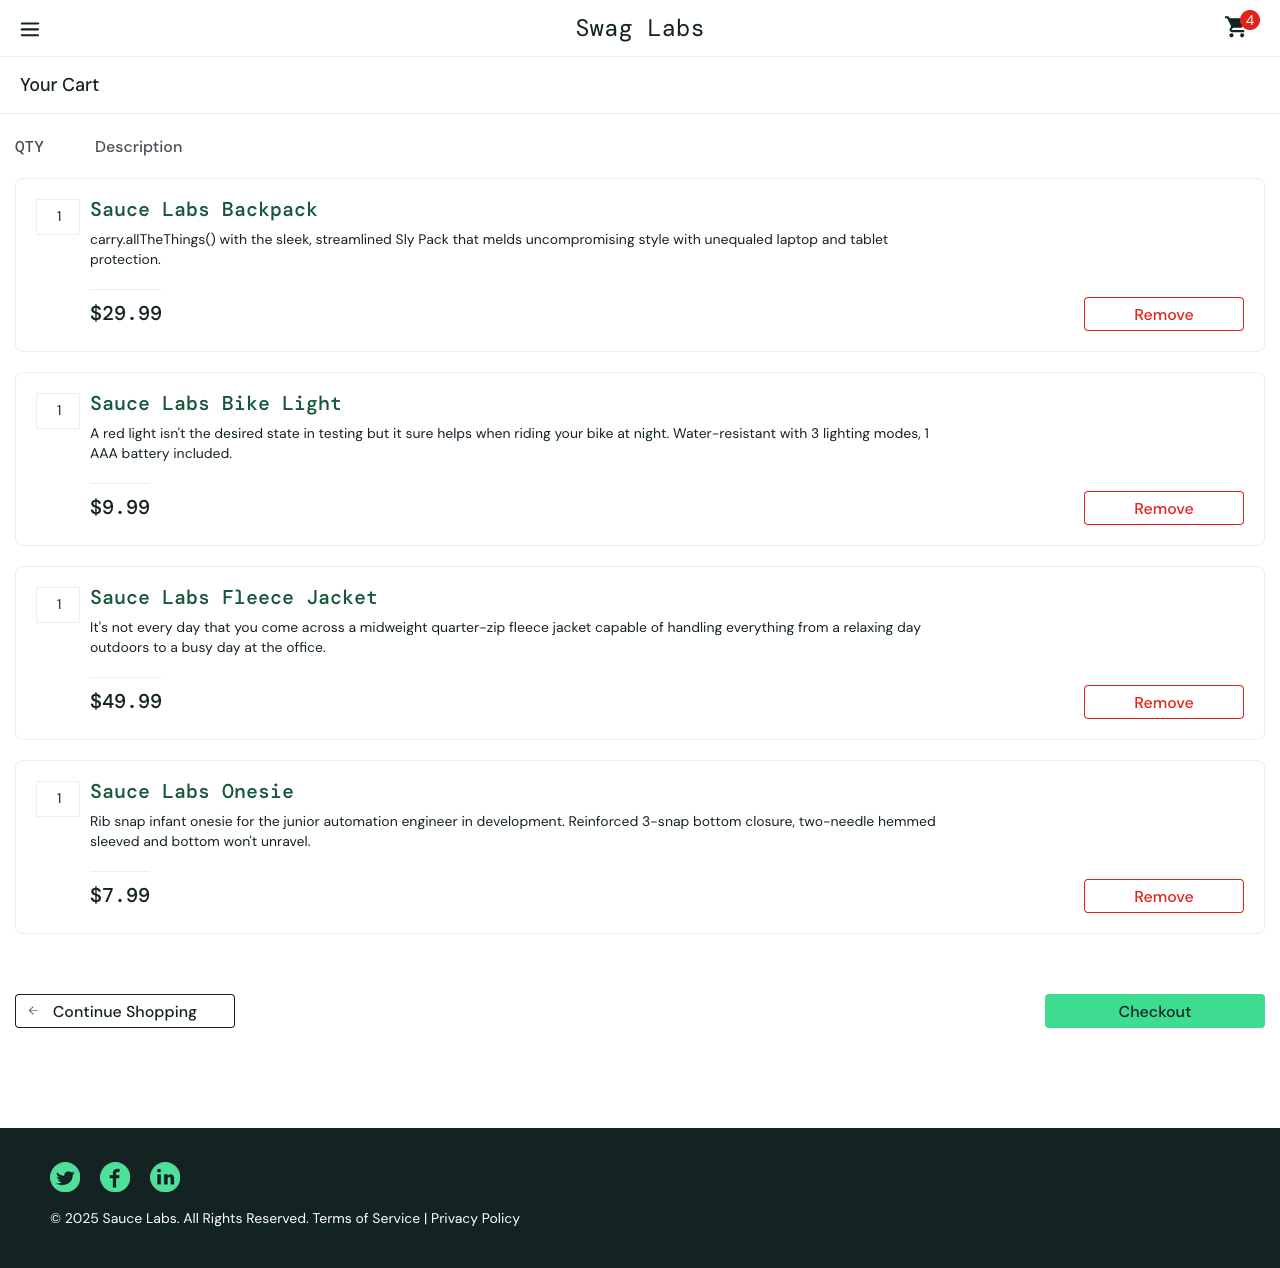 Swag Labs
4
Your Cart
QTY Description
1
Sauce Labs Backpack
carry.allTheThings() with the sleek, streamlined Sly Pack that melds uncompromising style with unequaled laptop and tablet
protection.
$29.99
Remove
1
Sauce Labs Bike Light
A red light isn't the desired state in testing but it sure helps when riding your bike at night. Water-resistant with 3 lighting modes, 1
AAA battery included.
$9.99
Remove
1
Sauce Labs Fleece Jacket
It's not every day that you come across a midweight quarter-zip fleece jacket capable of handling everything from a relaxing day
outdoors to a busy day at the office.
$49.99
Remove
1
Sauce Labs Onesie
Rib snap infant onesie for the junior automation engineer in development. Reinforced 3-snap bottom closure, two-needle hemmed
sleeved and bottom won't unravel.
$7.99
Remove
Continue Shopping
Checkout
© 2025 Sauce Labs. All Rights Reserved. Terms of Service | Privacy Policy